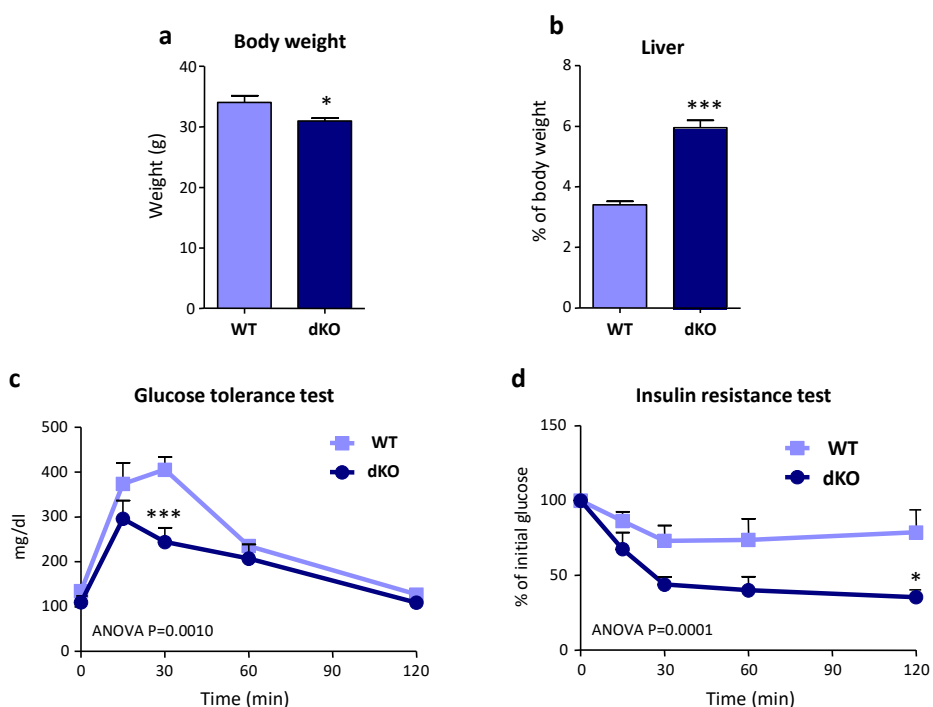 a
Body weight
Weight (g)
40
30
20
10
0
*
WT
dKO
b
Liver
% of body weight
8
6
4
2
0
***
WT
dKO
c
Glucose tolerance test
mg/dl
500
400
300
200
100
0
WT
dKO
***
ANOVA P=0.0010
0
30
60
90
120
Time (min)
d
Insulin resistance test
% of initial glucose
150
100
50
0
WT
dKO
*
ANOVA P=0.0001
0
30
60
90
120
Time (min)